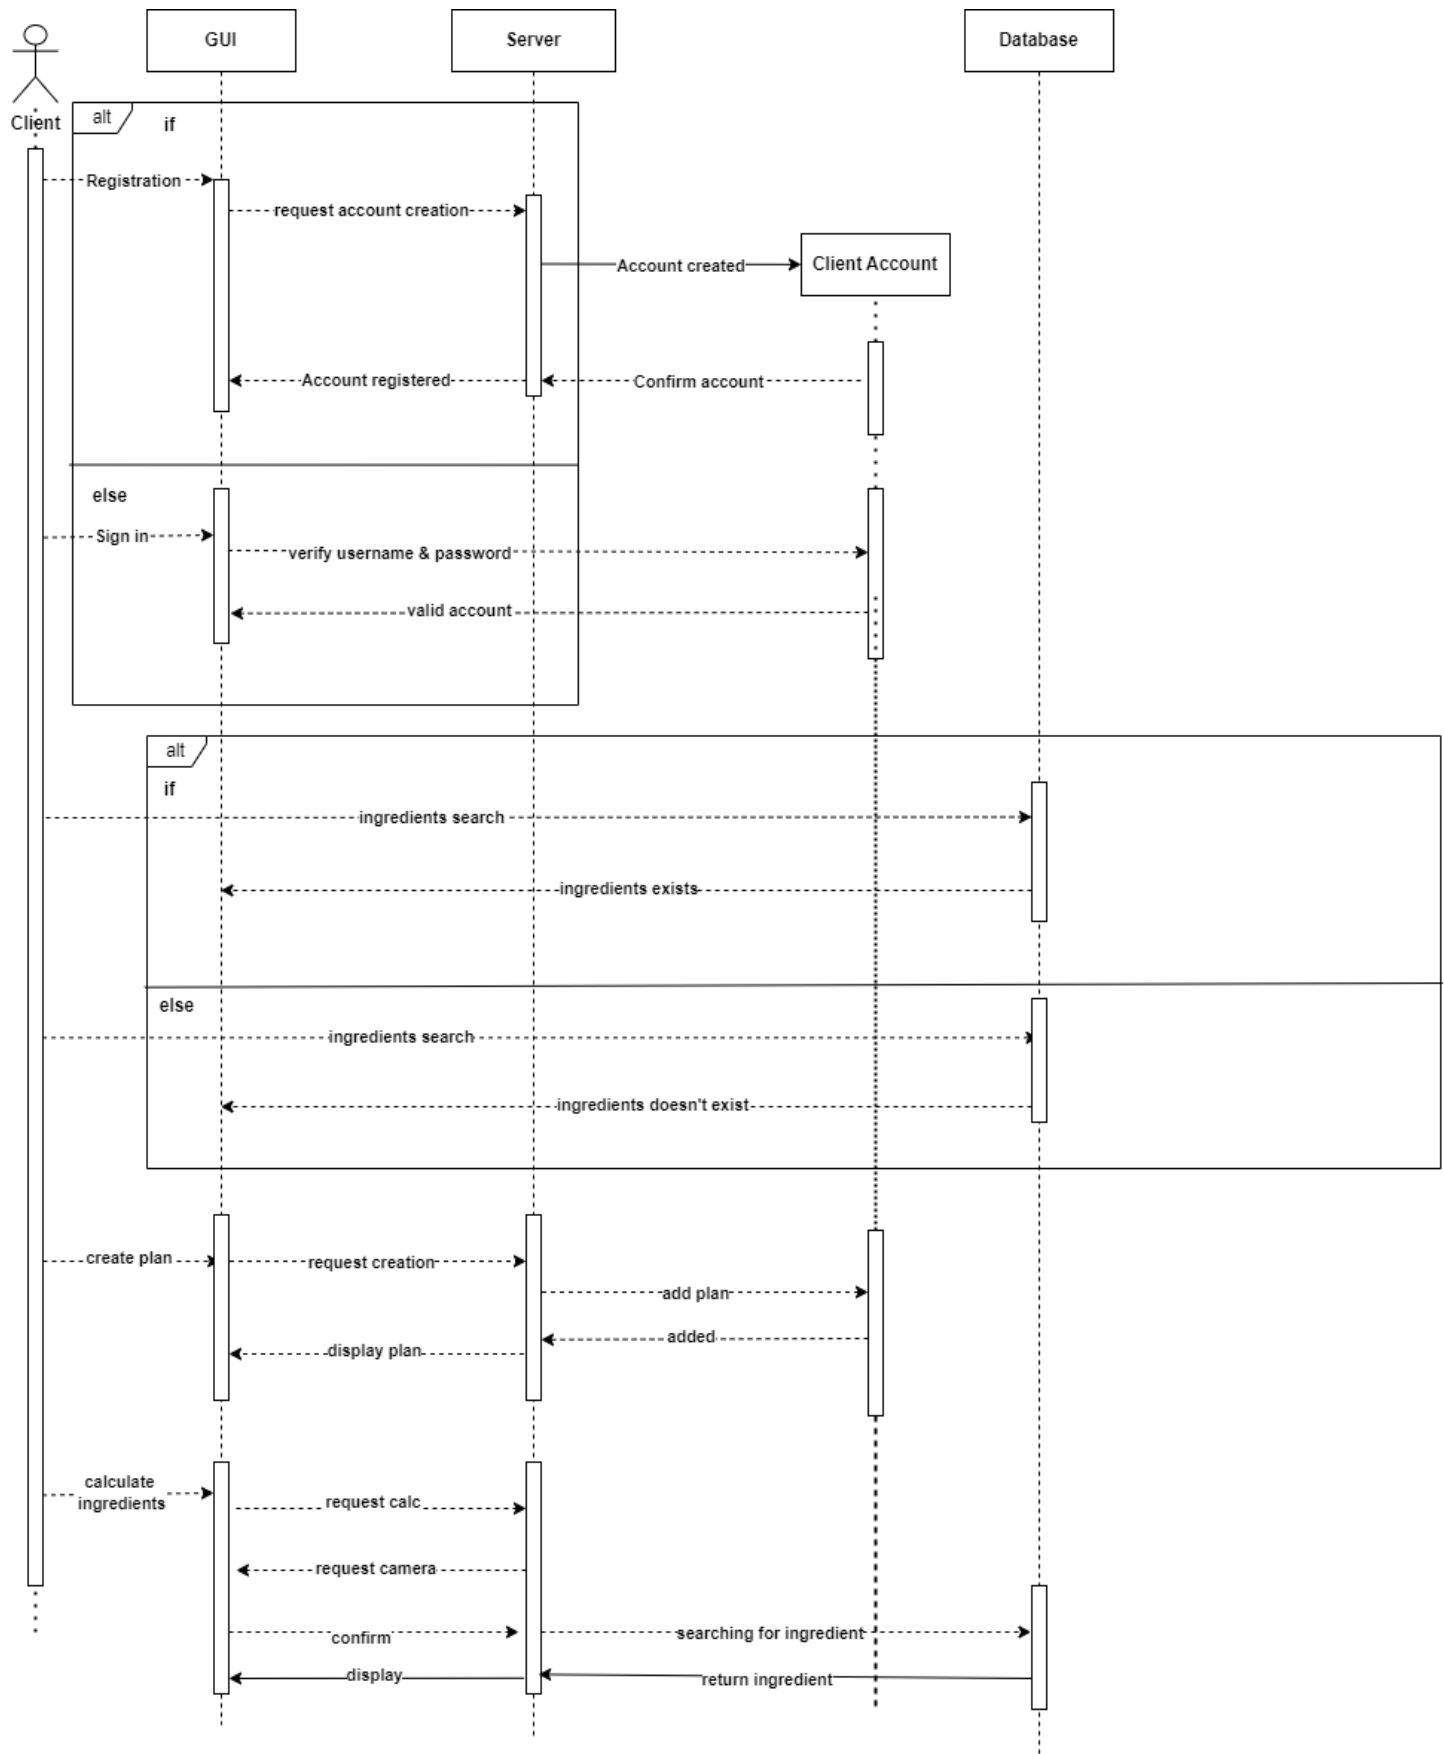 GUI
Server
Database
Client
alt
if
Registration
request account creation
Account created
Client Account
Account registered
Confirm account
else
Sign in
verify username & password
valid account
alt
if
ingredients search
ingredients exists
else
ingredients search
ingredients doesn't exist
create plan
request creation
add plan
added
display plan
calculate
ingredients
request calc
request camera
confirm
searching for ingredient
display
return ingredient